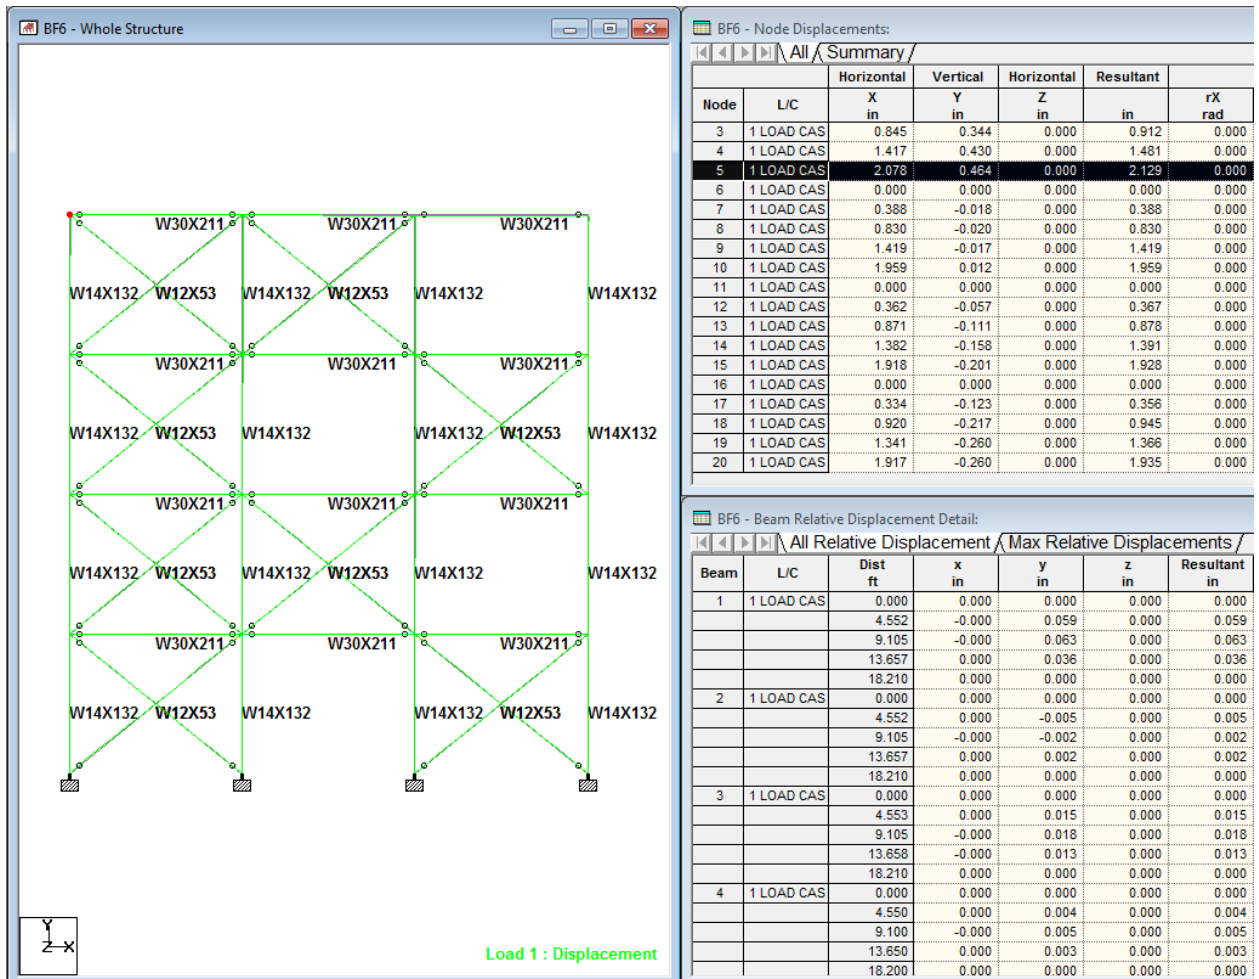 BF6 - Whole Structure
W30X211 W30X211 W30X211
W14X132 W12X53 W14X132 W12X53 W14X132 W14X132
W30X211 W30X211 W30X211
W14X132 W12X53 W14X132 W14X132 W12X53 W14X132
W30X211 W30X211 W30X211
W14X132 W12X53 W14X132 W12X53 W14X132 W14X132
W30X211 W30X211 W30X211
W14X132 W12X53 W14X132 W14X132 W12X53 W14X132
Y
Z X
Load 1 : Displacement
BF6 - Node Displacements:
All Summary
Horizontal Vertical Horizontal Resultant
Node L/C X in Y in Z in in rX rad
3 1 LOAD CAS 0.845 0.344 0.000 0.912 0.000
4 1 LOAD CAS 1.417 0.430 0.000 1.481 0.000
5 1 LOAD CAS 2.078 0.464 0.000 2.129 0.000
6 1 LOAD CAS 0.000 0.000 0.000 0.000 0.000
7 1 LOAD CAS 0.388 -0.018 0.000 0.388 0.000
8 1 LOAD CAS 0.830 -0.020 0.000 0.830 0.000
9 1 LOAD CAS 1.419 -0.017 0.000 1.419 0.000
10 1 LOAD CAS 1.959 0.012 0.000 1.959 0.000
11 1 LOAD CAS 0.000 0.000 0.000 0.000 0.000
12 1 LOAD CAS 0.362 -0.057 0.000 0.367 0.000
13 1 LOAD CAS 0.871 -0.111 0.000 0.878 0.000
14 1 LOAD CAS 1.382 -0.158 0.000 1.391 0.000
15 1 LOAD CAS 1.918 -0.201 0.000 1.928 0.000
16 1 LOAD CAS 0.000 0.000 0.000 0.000 0.000
17 1 LOAD CAS 0.334 -0.123 0.000 0.356 0.000
18 1 LOAD CAS 0.920 -0.217 0.000 0.945 0.000
19 1 LOAD CAS 1.341 -0.260 0.000 1.366 0.000
20 1 LOAD CAS 1.917 -0.260 0.000 1.935 0.000
BF6 - Beam Relative Displacement Detail:
All Relative Displacement Max Relative Displacements
Beam L/C Dist ft x in y in z in Resultant in
1 1 LOAD CAS 0.000 0.000 0.000 0.000 0.000
4.552 -0.000 0.059 0.000 0.059
9.105 -0.000 0.063 0.000 0.063
13.657 0.000 0.036 0.000 0.036
18.210 0.000 0.000 0.000 0.000
2 1 LOAD CAS 0.000 0.000 0.000 0.000 0.000
4.552 0.000 -0.005 0.000 0.005
9.105 -0.000 -0.002 0.000 0.002
13.657 0.000 0.002 0.000 0.002
18.210 0.000 0.000 0.000 0.000
3 1 LOAD CAS 0.000 0.000 0.000 0.000 0.000
4.553 0.000 0.015 0.000 0.015
9.105 -0.000 0.018 0.000 0.018
13.658 -0.000 0.013 0.000 0.013
18.210 0.000 0.000 0.000 0.000
4 1 LOAD CAS 0.000 0.000 0.000 0.000 0.000
4.550 0.000 0.004 0.000 0.004
9.100 -0.000 0.005 0.000 0.005
13.650 0.000 0.003 0.000 0.003
18.200 0.000 0.000 0.000 0.000